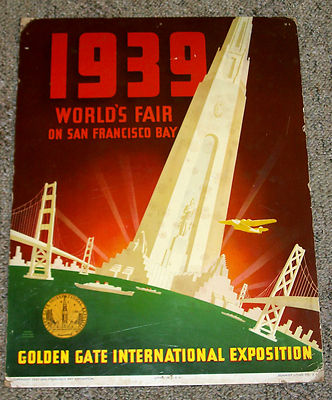 1939
WORLD'S FAIR
ON SAN FRANCISCO BAY
GOLDEN GATE INTERNATIONAL EXPOSITION